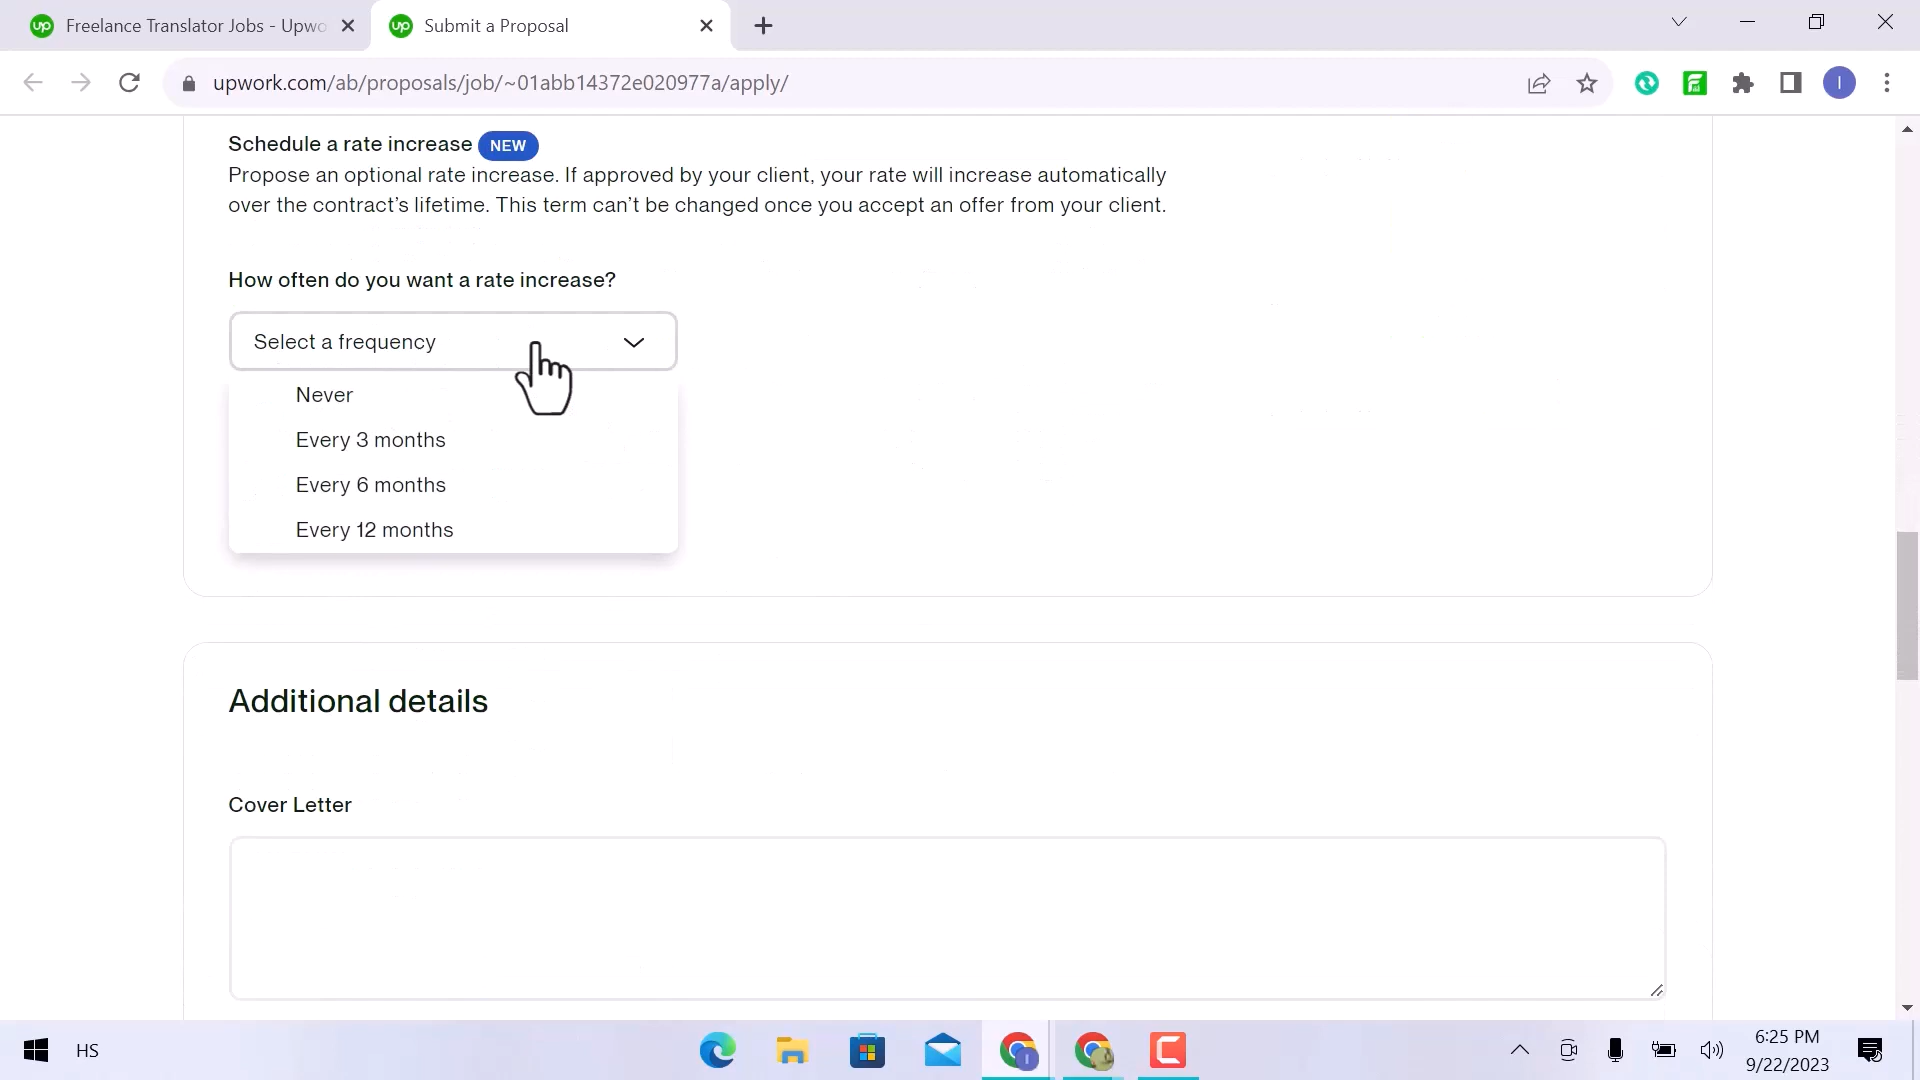 Freelance Translator Jobs - Upwo
Submit a Proposal
upwork.com/ab/proposals/job/~01abb14372e020977a/apply/
Schedule a rate increase NEW
Propose an optional rate increase. If approved by your client, your rate will increase automatically
over the contract’s lifetime. This term can’t be changed once you accept an offer from your client.
How often do you want a rate increase?
Select a frequency
Never
Every 3 months
Every 6 months
Every 12 months
Additional details
Cover Letter
HS
6:25 PM
9/22/2023